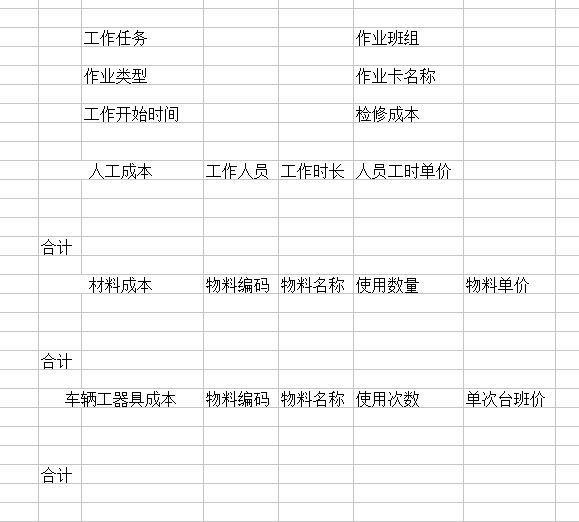 工作任务 作业班组
作业类型 作业卡名称
工作开始时间 检修成本
人工成本 工作人员 工作时长 人员工时单价
合计
材料成本 物料编码 物料名称 使用数量 物料单价
合计
车辆工器具成本 物料编码 物料名称 使用次数 单次台班价
合计